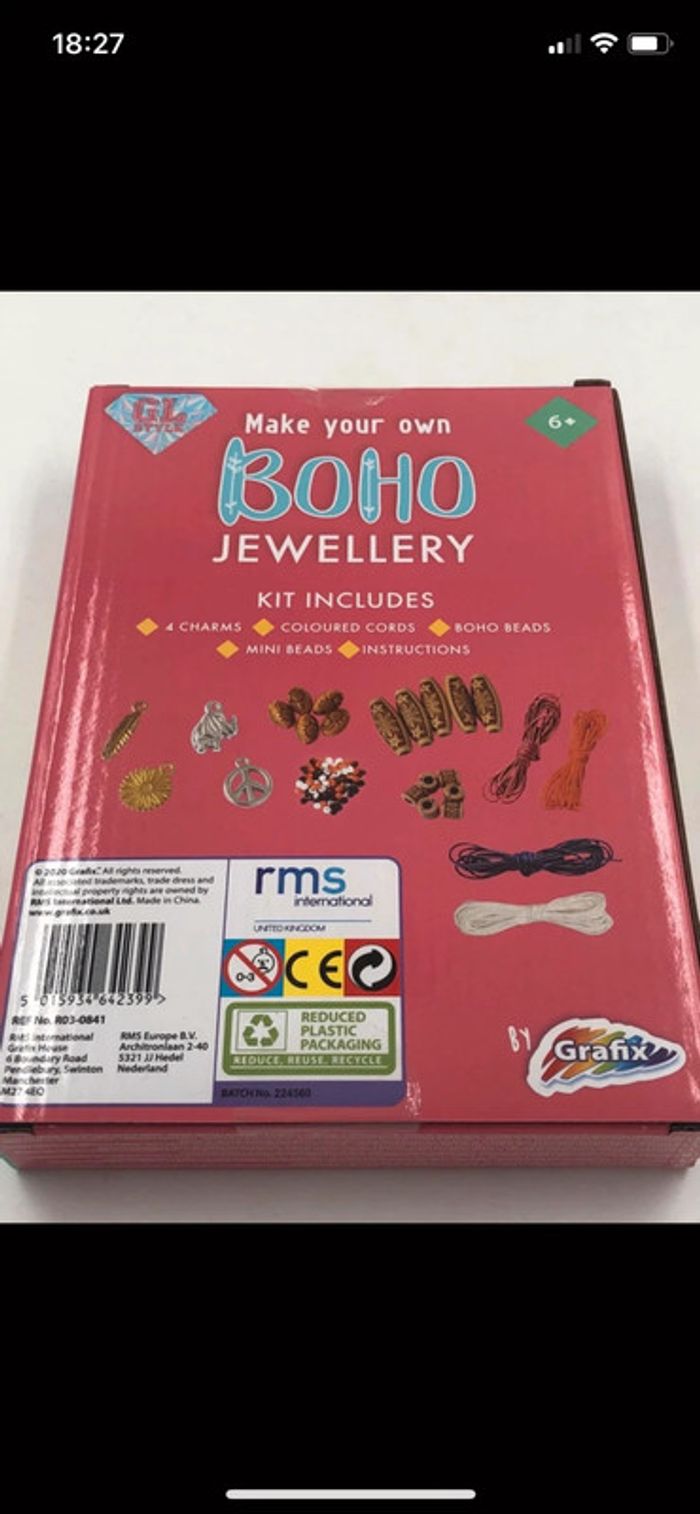 18:27
GL
STYLE
Make your own
6+
BOHO
JEWELLERY
KIT INCLUDES
4 CHARMS COLOURED CORDS BOHO BEADS
MINI BEADS INSTRUCTIONS
© 2020 Grafix. All rights reserved.
All associated trademarks, trade dress and
intellectual property rights are owned by
RMS International Ltd. Made in China.
www.grafix.co.uk
5 015934 642399 >
REF No. R03-0841
RMS International
Grafix House
6 Boundary Road
Pendlebury, Swinton
Manchester
M27 4EQ
RMS Europe B.V.
Architronlaan 2-40
5321 JJ Hedel
Nederland
rms
international
UNITED KINGDOM
0-3
CE
REDUCED
PLASTIC
PACKAGING
REDUCE, REUSE, RECYCLE
BATCH No. 224560
BY
Grafix